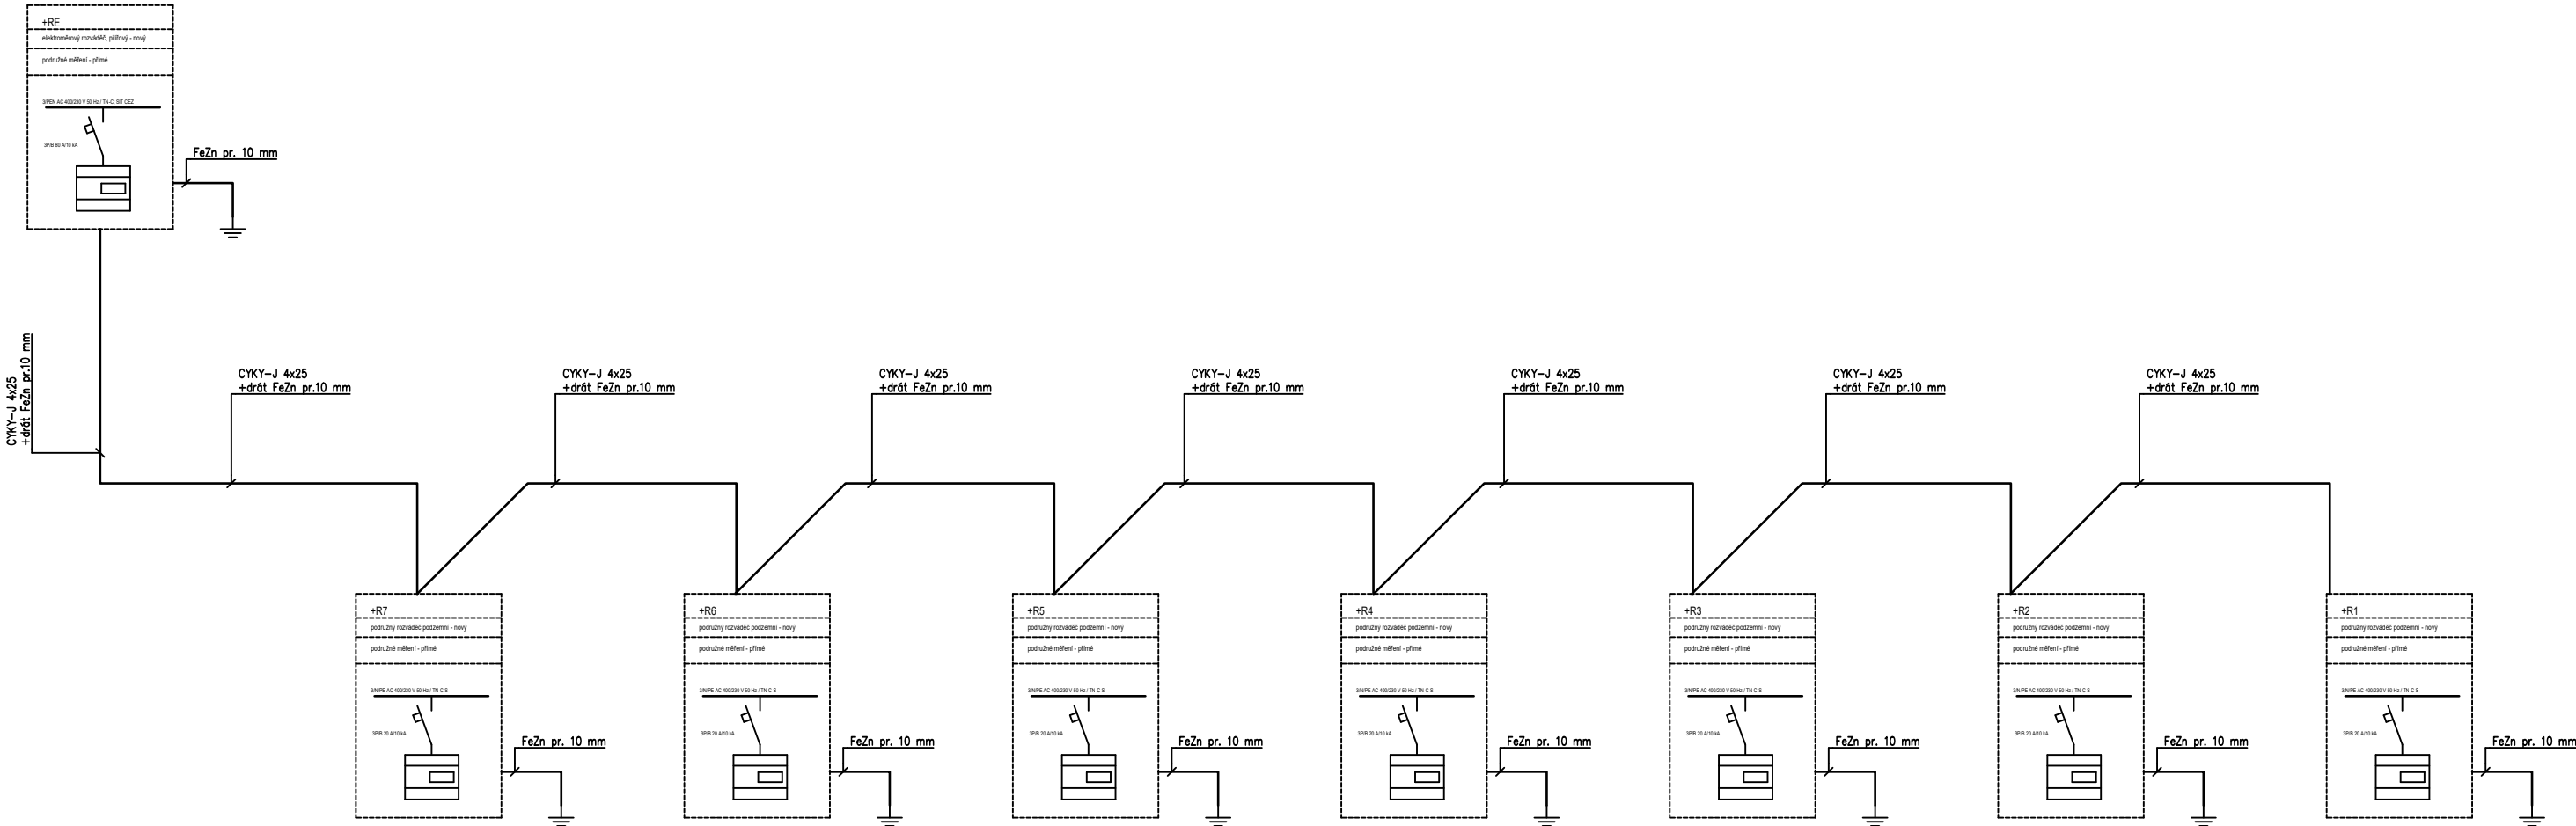 +RE
elektroměrový rozváděč, pilířový - nový
podružné měření - přímé
3/PEN AC 400/230 V 50 Hz / TN-C; SÍŤ ČEZ
3P/B 80 A/10 kA
FeZn pr. 10 mm
CYKY-J 4x25
+drát FeZn pr.10 mm
CYKY-J 4x25
+drát FeZn pr.10 mm
CYKY-J 4x25
+drát FeZn pr.10 mm
CYKY-J 4x25
+drát FeZn pr.10 mm
CYKY-J 4x25
+drát FeZn pr.10 mm
CYKY-J 4x25
+drát FeZn pr.10 mm
CYKY-J 4x25
+drát FeZn pr.10 mm
CYKY-J 4x25
+drát FeZn pr.10 mm
+R7
podružný rozváděč podzemní - nový
podružné měření - přímé
3/N/PE AC 400/230 V 50 Hz / TN-C-S
3P/B 20 A/10 kA
FeZn pr. 10 mm
+R6
podružný rozváděč podzemní - nový
podružné měření - přímé
3/N/PE AC 400/230 V 50 Hz / TN-C-S
3P/B 20 A/10 kA
FeZn pr. 10 mm
+R5
podružný rozváděč podzemní - nový
podružné měření - přímé
3/N/PE AC 400/230 V 50 Hz / TN-C-S
3P/B 20 A/10 kA
FeZn pr. 10 mm
+R4
podružný rozváděč podzemní - nový
podružné měření - přímé
3/N/PE AC 400/230 V 50 Hz / TN-C-S
3P/B 20 A/10 kA
FeZn pr. 10 mm
+R3
podružný rozváděč podzemní - nový
podružné měření - přímé
3/N/PE AC 400/230 V 50 Hz / TN-C-S
3P/B 20 A/10 kA
FeZn pr. 10 mm
+R2
podružný rozváděč podzemní - nový
podružné měření - přímé
3/N/PE AC 400/230 V 50 Hz / TN-C-S
3P/B 20 A/10 kA
FeZn pr. 10 mm
+R1
podružný rozváděč podzemní - nový
podružné měření - přímé
3/N/PE AC 400/230 V 50 Hz / TN-C-S
3P/B 20 A/10 kA
FeZn pr. 10 mm